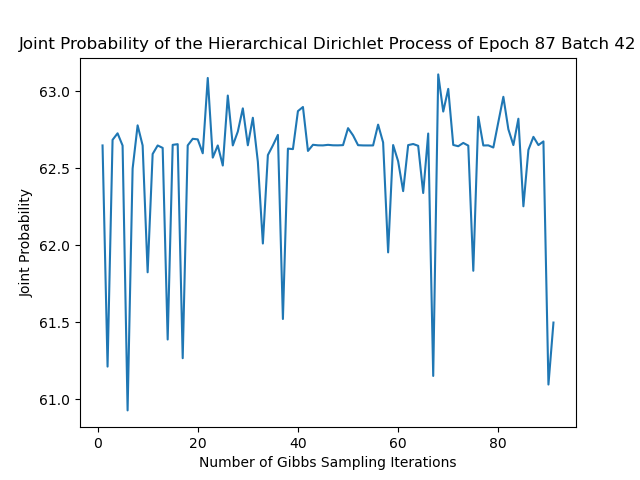 Joint Probability of the Hierarchical Dirichlet Process of Epoch 87 Batch 42
63.0
62.5
62.0
61.5
61.0
Joint Probability
0 20 40 60 80
Number of Gibbs Sampling Iterations